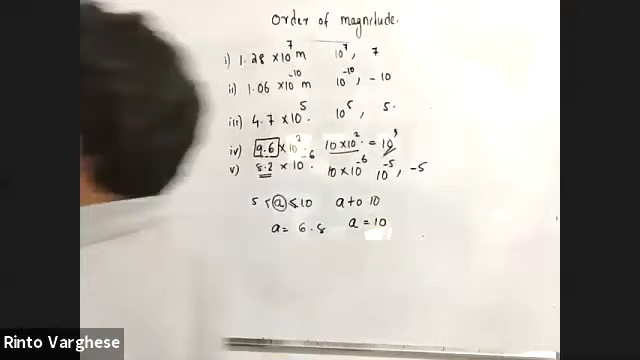 Order of magnitude.
i) 1.28 × 10⁷ m 10⁷, 7
ii) 1.06 × 10⁻¹⁰ m 10⁻¹⁰, -10
iii) 4.7 × 10⁵. 10⁵, 5.
iv) 9.6 × 10². 10 × 10². = 10³
v) 8.2 × 10⁻⁶. 10 × 10⁻⁶ 10⁻⁵, -5
5 < a ≤ 10 a to 10
a = 6.8 a = 10
Rinto Varghese